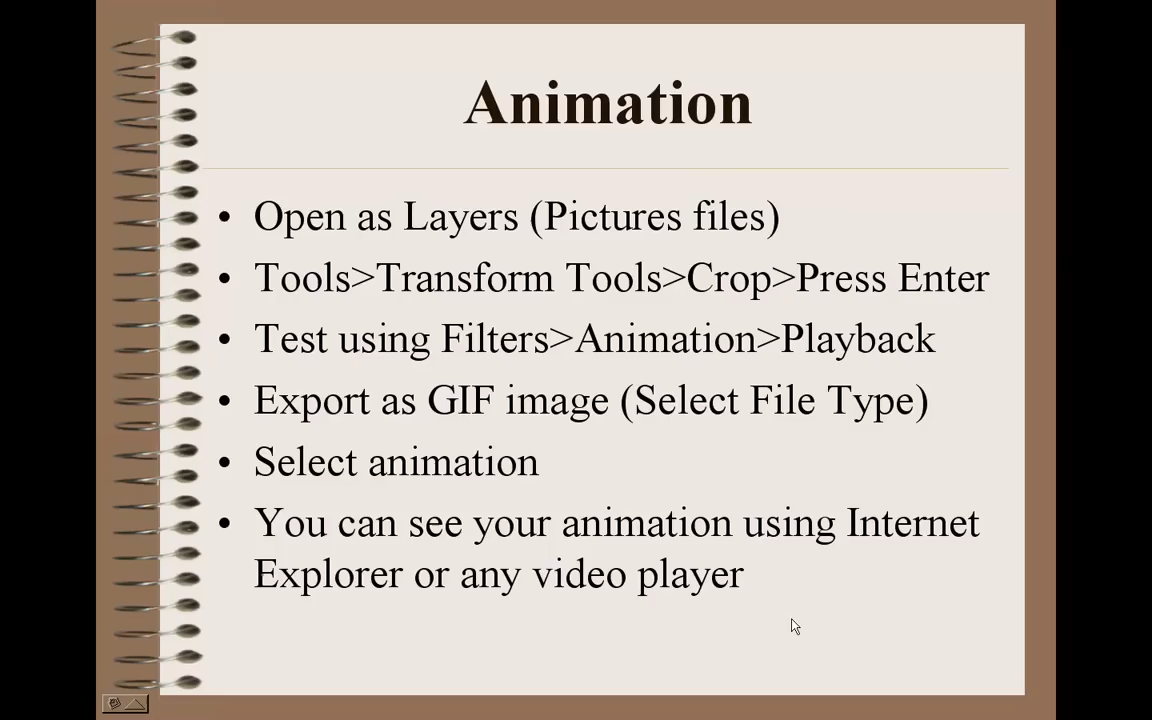 Animation
• Open as Layers (Pictures files)
• Tools>Transform Tools>Crop>Press Enter
• Test using Filters>Animation>Playback
• Export as GIF image (Select File Type)
• Select animation
• You can see your animation using Internet
Explorer or any video player